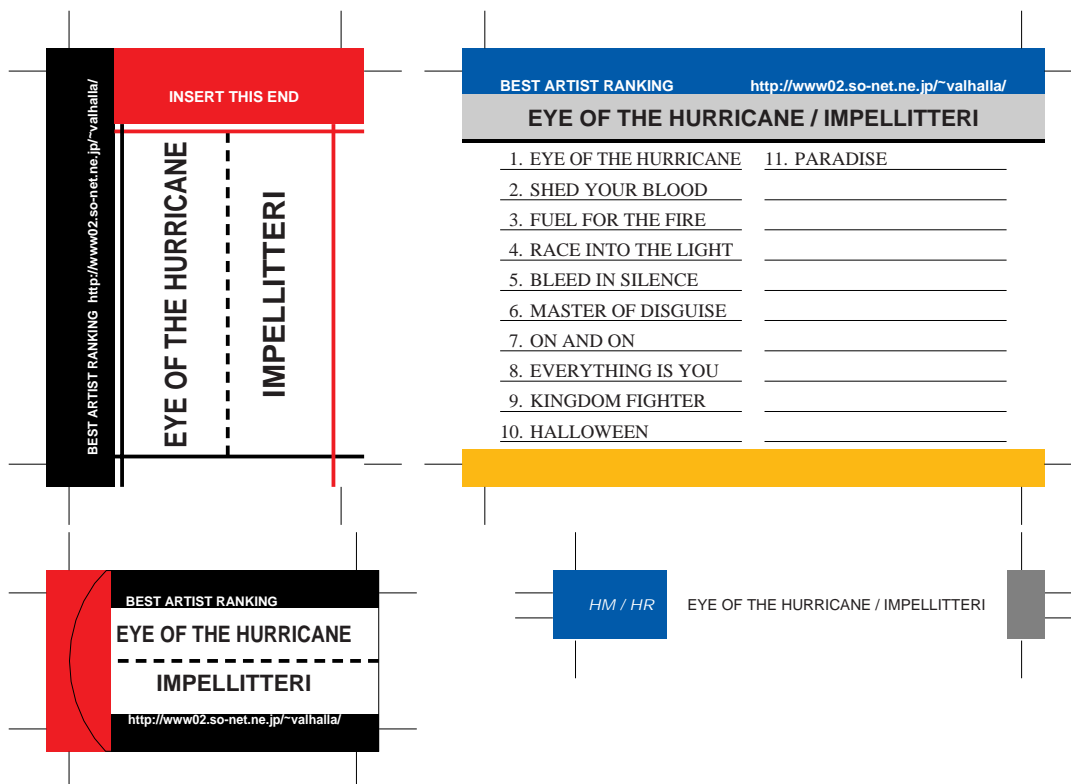 INSERT THIS END
BEST ARTIST RANKING http://www02.so-net.ne.jp/~valhalla/
EYE OF THE HURRICANE
IMPELLITTERI
BEST ARTIST RANKING http://www02.so-net.ne.jp/~valhalla/
EYE OF THE HURRICANE / IMPELLITTERI
1. EYE OF THE HURRICANE
2. SHED YOUR BLOOD
3. FUEL FOR THE FIRE
4. RACE INTO THE LIGHT
5. BLEED IN SILENCE
6. MASTER OF DISGUISE
7. ON AND ON
8. EVERYTHING IS YOU
9. KINGDOM FIGHTER
10. HALLOWEEN
11. PARADISE
BEST ARTIST RANKING
EYE OF THE HURRICANE
IMPELLITTERI
http://www02.so-net.ne.jp/~valhalla/
HM / HR EYE OF THE HURRICANE / IMPELLITTERI